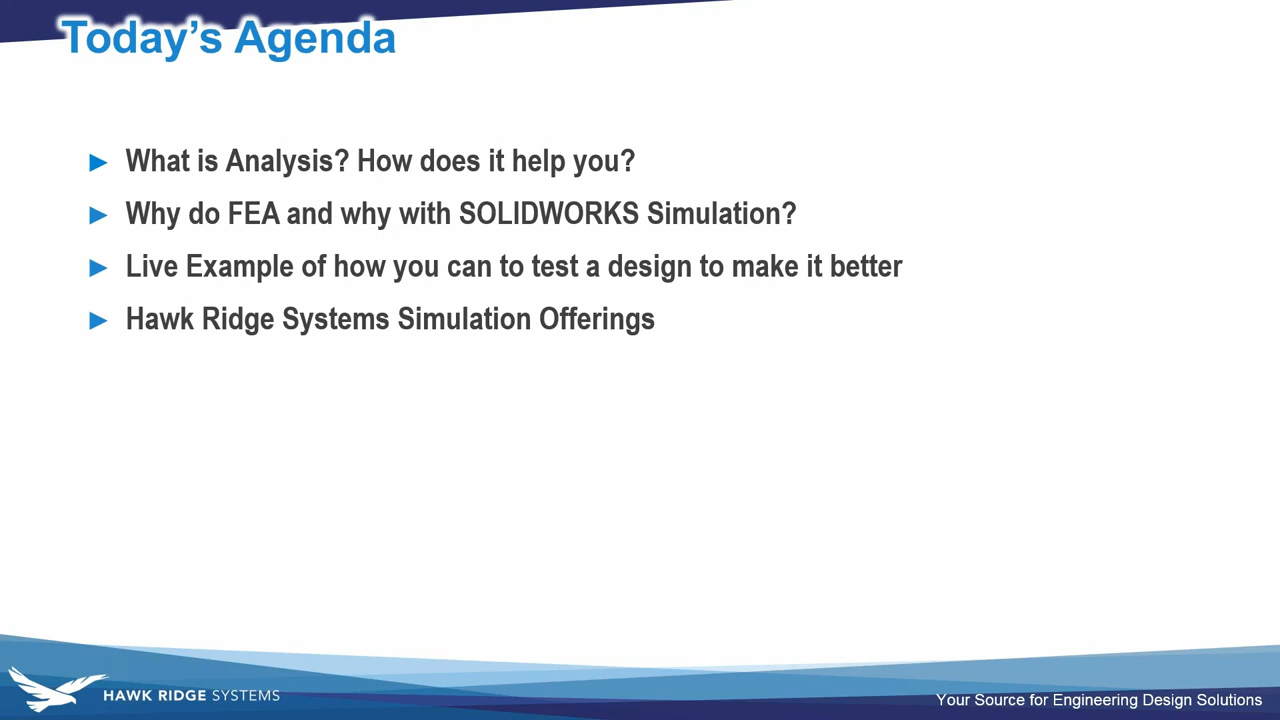 Today’s Agenda
► What is Analysis? How does it help you?
► Why do FEA and why with SOLIDWORKS Simulation?
► Live Example of how you can to test a design to make it better
► Hawk Ridge Systems Simulation Offerings
HAWK RIDGE SYSTEMS
Your Source for Engineering Design Solutions